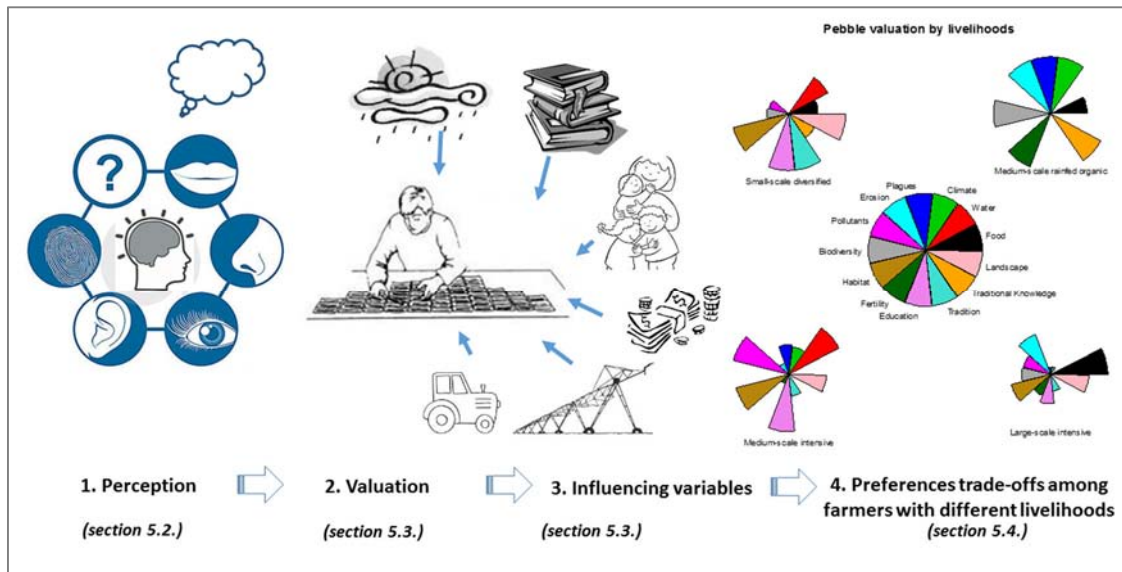 Pebble valuation by livelihoods
?
Small-scale diversified
Medium-scale rainfed organic
Plagues
Climate
Erosion
Water
Pollutants
Food
Biodiversity
Landscape
Habitat
Traditional Knowledge
Fertility
Tradition
Education
Medium-scale intensive
Large-scale intensive
1. Perception
(section 5.2.)
2. Valuation
(section 5.3.)
3. Influencing variables
(section 5.3.)
4. Preferences trade-offs among
farmers with different livelihoods
(section 5.4.)